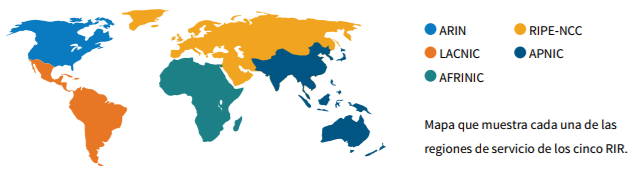 ARIN
RIPE-NCC
LACNIC
APNIC
AFRINIC
Mapa que muestra cada una de las
regiones de servicio de los cinco RIR.